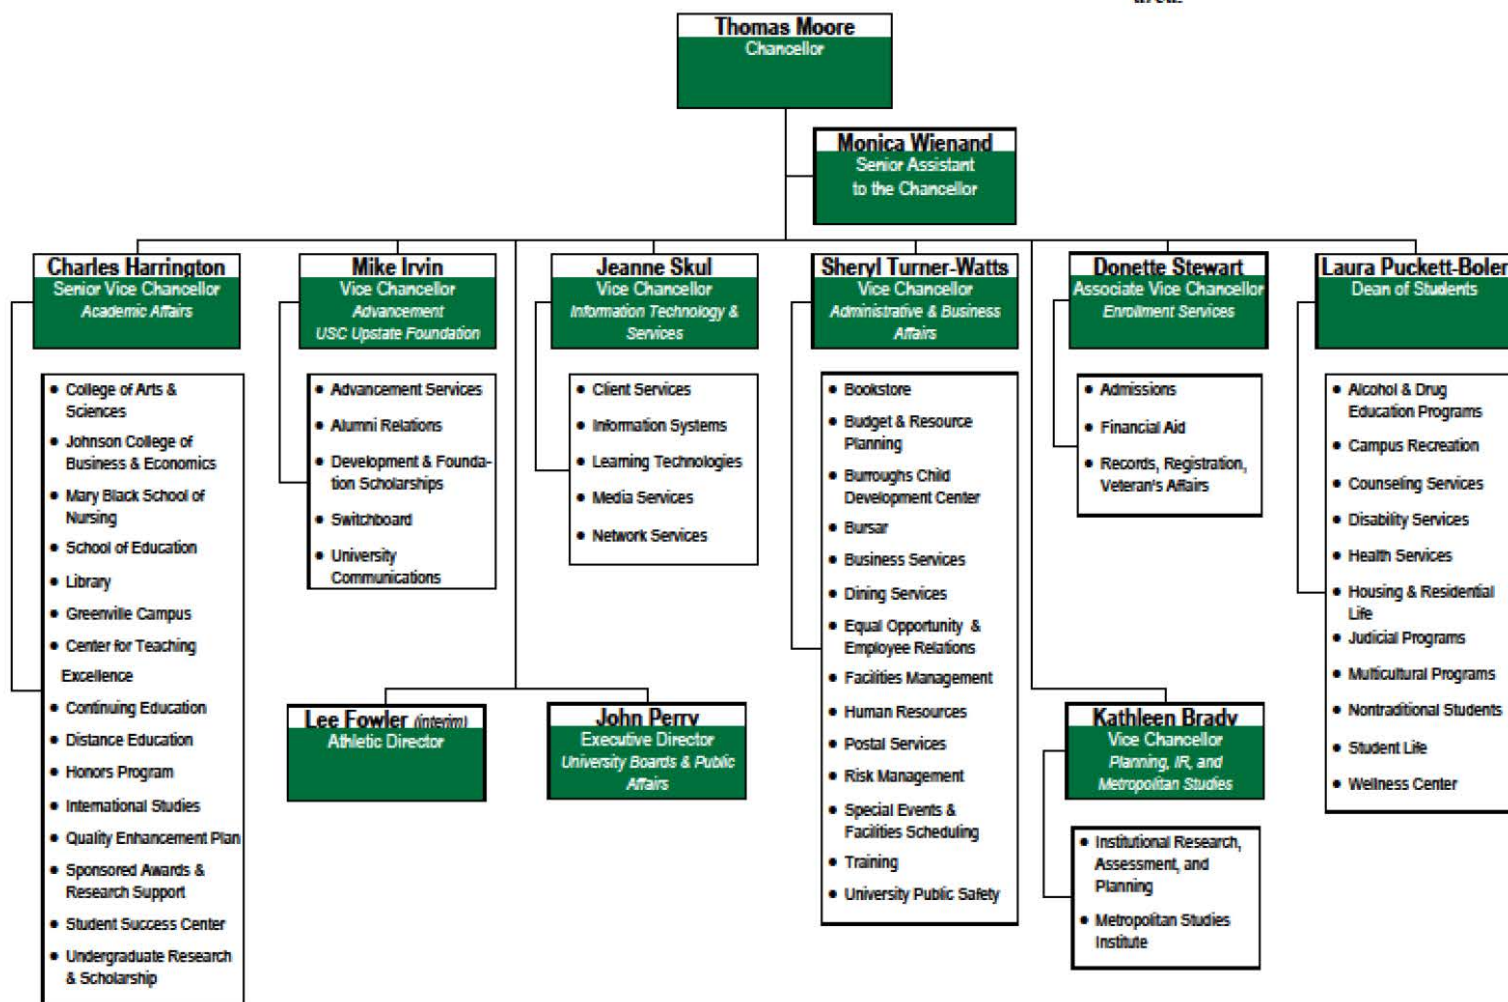 Thomas Moore
Chancellor
Monica Wienand
Senior Assistant
to the Chancellor
Charles Harrington
Senior Vice Chancellor
Academic Affairs
• College of Arts &
Sciences
• Johnson College of
Business & Economics
• Mary Black School of
Nursing
• School of Education
• Library
• Greenville Campus
• Center for Teaching
Excellence
• Continuing Education
• Distance Education
• Honors Program
• International Studies
• Quality Enhancement Plan
• Sponsored Awards &
Research Support
• Student Success Center
• Undergraduate Research
& Scholarship
Mike Irvin
Vice Chancellor
Advancement
USC Upstate Foundation
• Advancement Services
• Alumni Relations
• Development & Founda-
tion Scholarships
• Switchboard
• University
Communications
Jeanne Skul
Vice Chancellor
Information Technology &
Services
• Client Services
• Information Systems
• Learning Technologies
• Media Services
• Network Services
Sheryl Turner-Watts
Vice Chancellor
Administrative & Business
Affairs
• Bookstore
• Budget & Resource
Planning
• Burroughs Child
Development Center
• Bursar
• Business Services
• Dining Services
• Equal Opportunity &
Employee Relations
• Facilities Management
• Human Resources
• Postal Services
• Risk Management
• Special Events &
Facilities Scheduling
• Training
• University Public Safety
Donette Stewart
Associate Vice Chancellor
Enrollment Services
• Admissions
• Financial Aid
• Records, Registration,
Veteran's Affairs
Laura Puckett-Boler
Dean of Students
• Alcohol & Drug
Education Programs
• Campus Recreation
• Counseling Services
• Disability Services
• Health Services
• Housing & Residential
Life
• Judicial Programs
• Multicultural Programs
• Nontraditional Students
• Student Life
• Wellness Center
Lee Fowler (interim)
Athletic Director
John Perry
Executive Director
University Boards & Public
Affairs
Kathleen Brady
Vice Chancellor
Planning, IR, and
Metropolitan Studies
• Institutional Research,
Assessment, and
Planning
• Metropolitan Studies
Institute